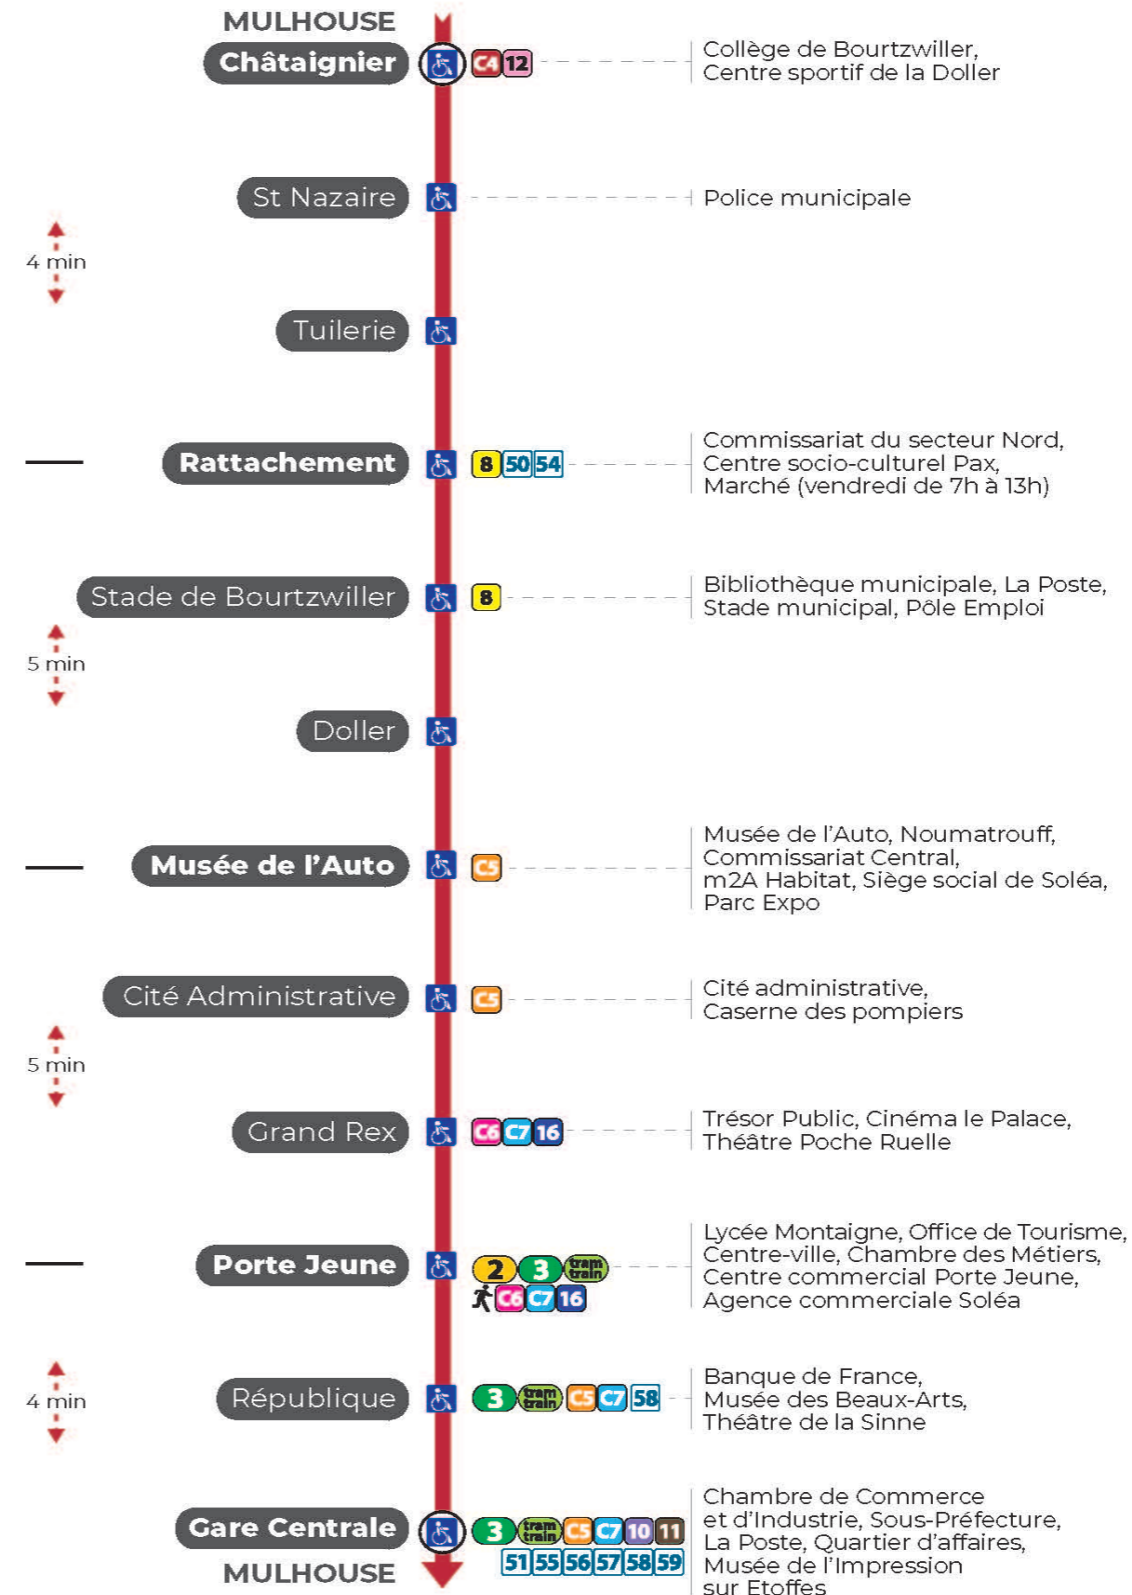 MULHOUSE
Châtaignier C4 12
Collège de Bourtzwiller,
Centre sportif de la Doller
St Nazaire
Police municipale
4 min
Tuilerie
Rattachement 8 50 54
Commissariat du secteur Nord,
Centre socio-culturel Pax,
Marché (vendredi de 7h à 13h)
Stade de Bourtzwiller 8
Bibliothèque municipale, La Poste,
Stade municipal, Pôle Emploi
5 min
Doller
Musée de l'Auto C5
Musée de l'Auto, Noumatrouff,
Commissariat Central,
m2A Habitat, Siège social de Soléa,
Parc Expo
Cité Administrative C5
Cité administrative,
Caserne des pompiers
5 min
Grand Rex C6 C7 16
Trésor Public, Cinéma le Palace,
Théâtre Poche Ruelle
Porte Jeune 2 3 tram train
C6 C7 16
Lycée Montaigne, Office de Tourisme,
Centre-ville, Chambre des Métiers,
Centre commercial Porte Jeune,
Agence commerciale Soléa
4 min
République 3 tram train C5 C7 58
Banque de France,
Musée des Beaux-Arts,
Théâtre de la Sinne
Gare Centrale 3 tram train C5 C7 10 11
51 55 56 57 58 59
MULHOUSE
Chambre de Commerce
et d'Industrie, Sous-Préfecture,
La Poste, Quartier d'affaires,
Musée de l'Impression
sur Etoffes